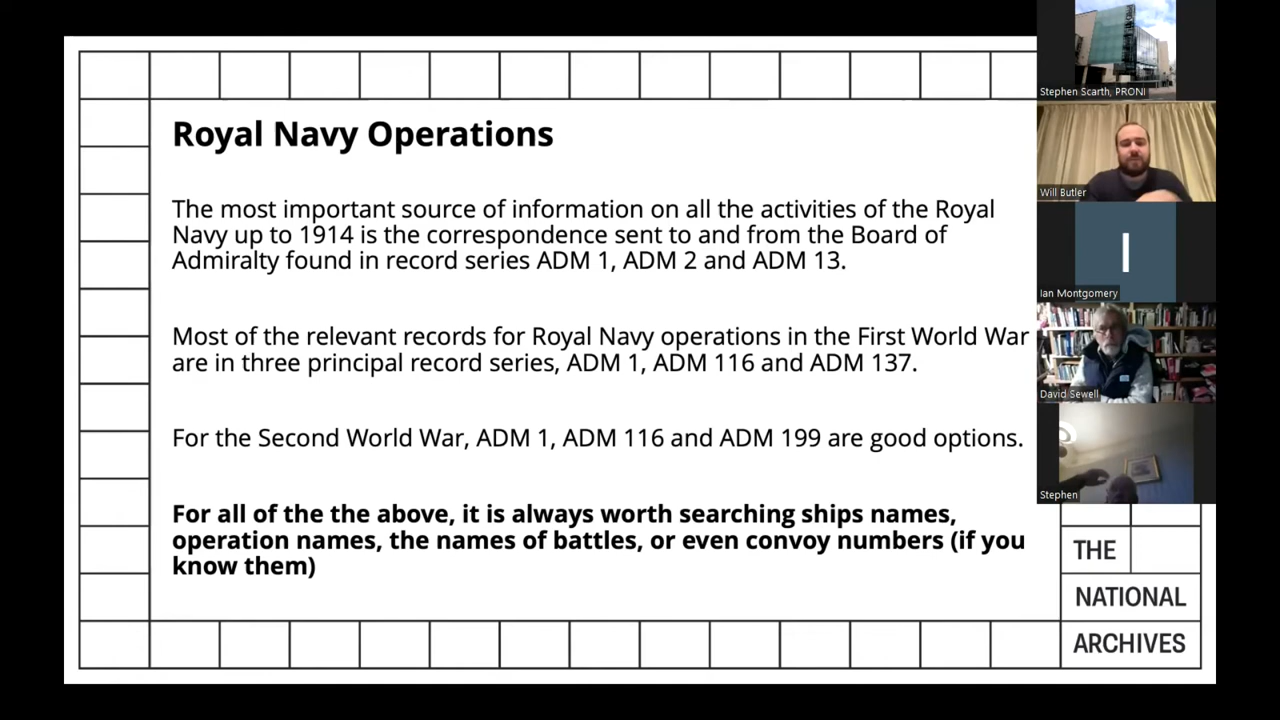 Royal Navy Operations
The most important source of information on all the activities of the Royal
Navy up to 1914 is the correspondence sent to and from the Board of
Admiralty found in record series ADM 1, ADM 2 and ADM 13.
Most of the relevant records for Royal Navy operations in the First World War
are in three principal record series, ADM 1, ADM 116 and ADM 137.
For the Second World War, ADM 1, ADM 116 and ADM 199 are good options.
For all of the the above, it is always worth searching ships names,
operation names, the names of battles, or even convoy numbers (if you
know them)
THE
NATIONAL
ARCHIVES
Stephen Scarth, PRONI
Will Butler
I
Ian Montgomery
David Sewell
Stephen